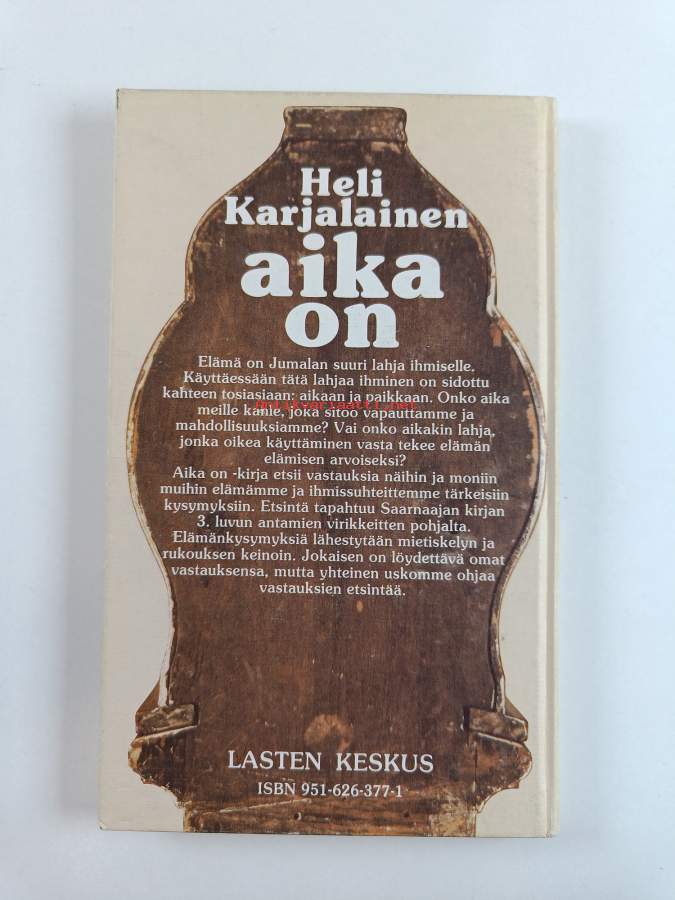 Heli
Karjalainen
aika
on
Elämä on Jumalan suuri lahja ihmiselle.
Käyttäessään tätä lahjaa ihminen on sidottu
kahteen tosiasiaan: aikaan ja paikkaan. Onko aika
antikvariaatti.net
meille kahle, joka sitoo vapauttamme ja
mahdollisuuksiamme? Vai onko aikakin lahja,
jonka oikea käyttäminen vasta tekee elämän
elämisen arvoiseksi?
Aika on -kirja etsii vastauksia näihin ja moniin
muihin elämämme ja ihmissuhteittemme tärkeisiin
kysymyksiin. Etsintä tapahtuu Saarnaajan kirjan
3. luvun antamien virikkeitten pohjalta.
Elämänkysymyksiä lähestytään mietiskelyn ja
rukouksen keinoin. Jokaisen on löydettävä omat
vastauksensa, mutta yhteinen uskomme ohjaa
vastauksien etsintää.
LASTEN KESKUS
ISBN 951-626-377-1